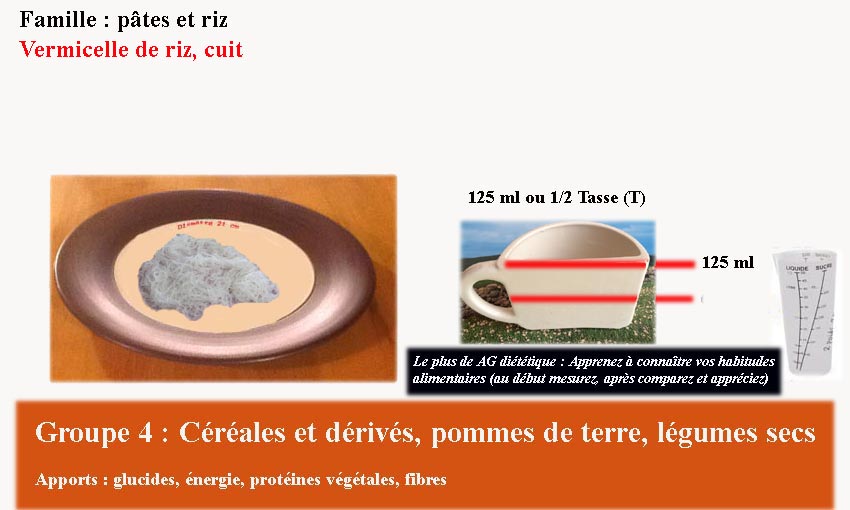 Famille : pâtes et riz
Vermicelle de riz, cuit
125 ml ou 1/2 Tasse (T)
Diamètre 21 cm
125 ml
LIQUIDE SUCRE
Le plus de AG diététique : Apprenez à connaître vos habitudes
alimentaires (au début mesurez, après comparez et appréciez)
Groupe 4 : Céréales et dérivés, pommes de terre, légumes secs
Apports : glucides, énergie, protéines végétales, fibres